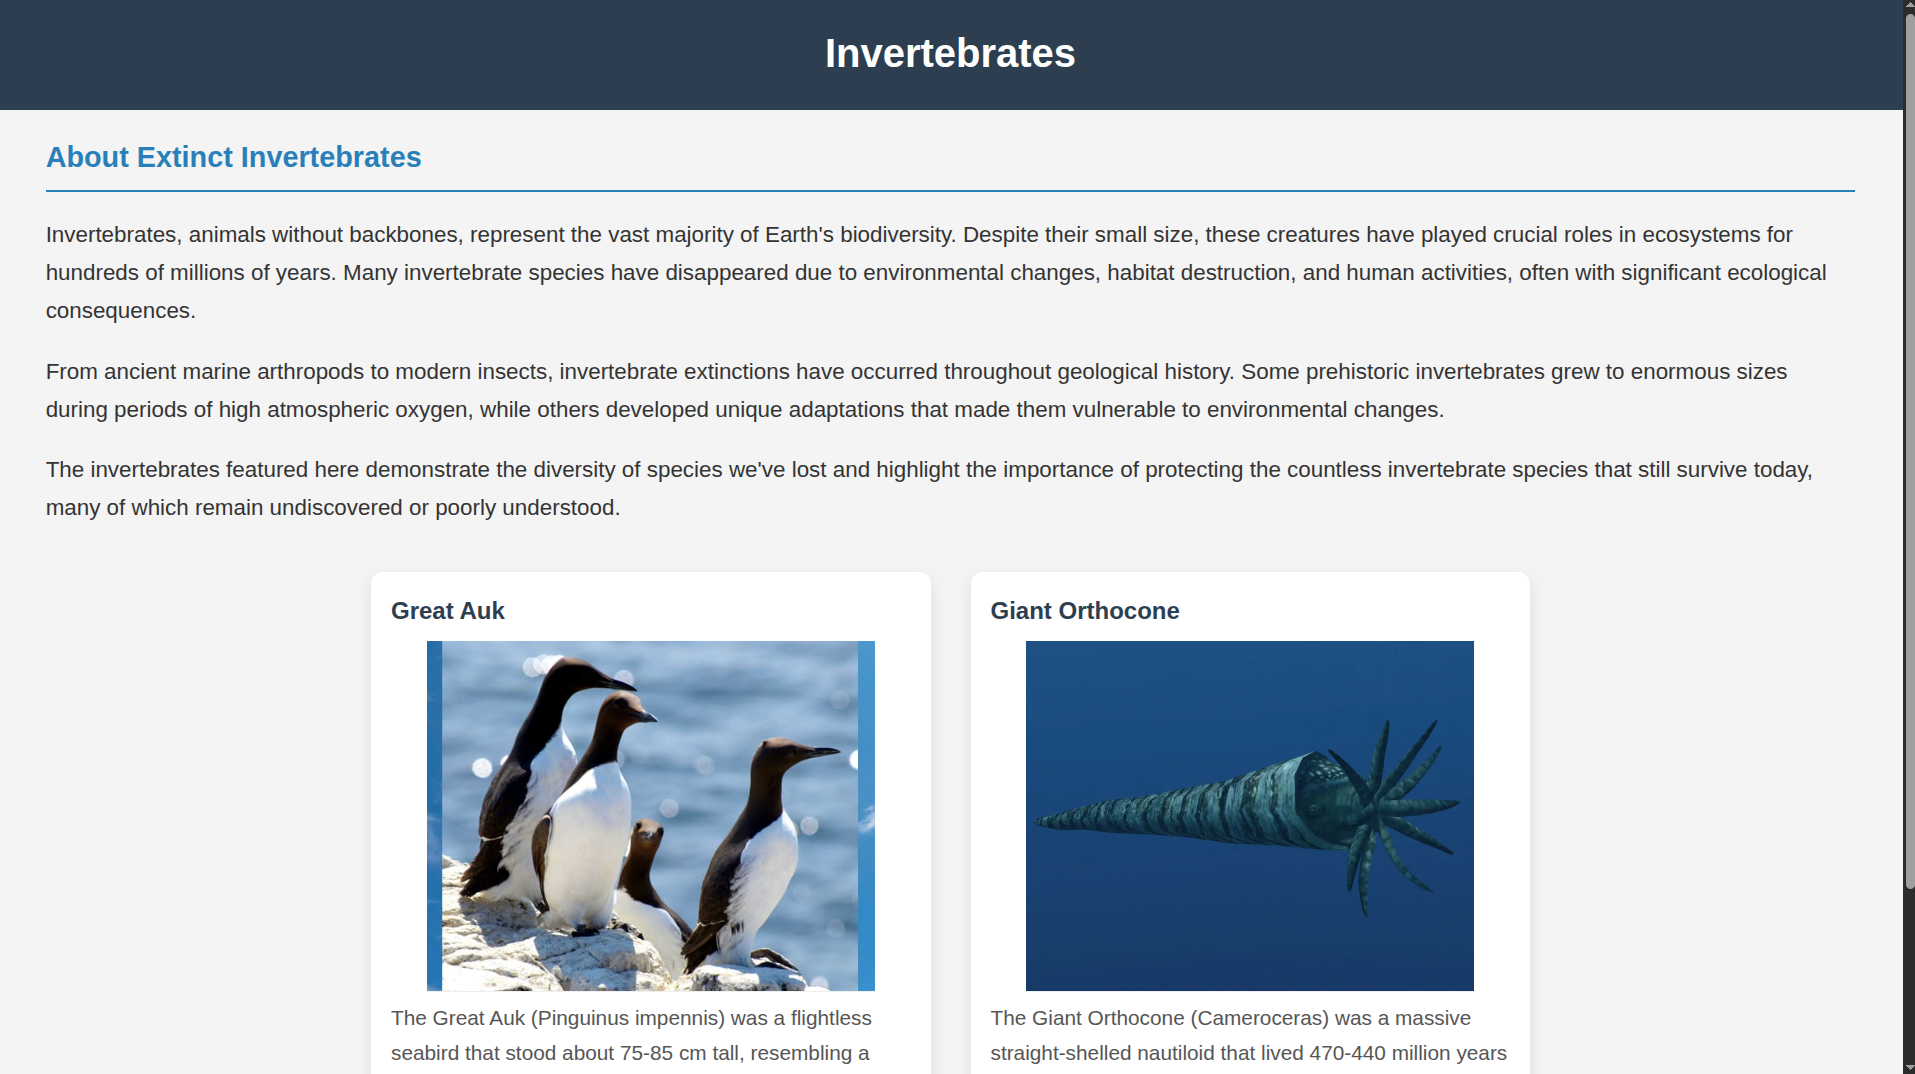 Invertebrates
About Extinct Invertebrates
Invertebrates, animals without backbones, represent the vast majority of Earth's biodiversity. Despite their small size, these creatures have played crucial roles in ecosystems for
hundreds of millions of years. Many invertebrate species have disappeared due to environmental changes, habitat destruction, and human activities, often with significant ecological
consequences.
From ancient marine arthropods to modern insects, invertebrate extinctions have occurred throughout geological history. Some prehistoric invertebrates grew to enormous sizes
during periods of high atmospheric oxygen, while others developed unique adaptations that made them vulnerable to environmental changes.
The invertebrates featured here demonstrate the diversity of species we've lost and highlight the importance of protecting the countless invertebrate species that still survive today,
many of which remain undiscovered or poorly understood.
Great Auk
The Great Auk (Pinguinus impennis) was a flightless
seabird that stood about 75-85 cm tall, resembling a
Giant Orthocone
The Giant Orthocone (Cameroceras) was a massive
straight-shelled nautiloid that lived 470-440 million years